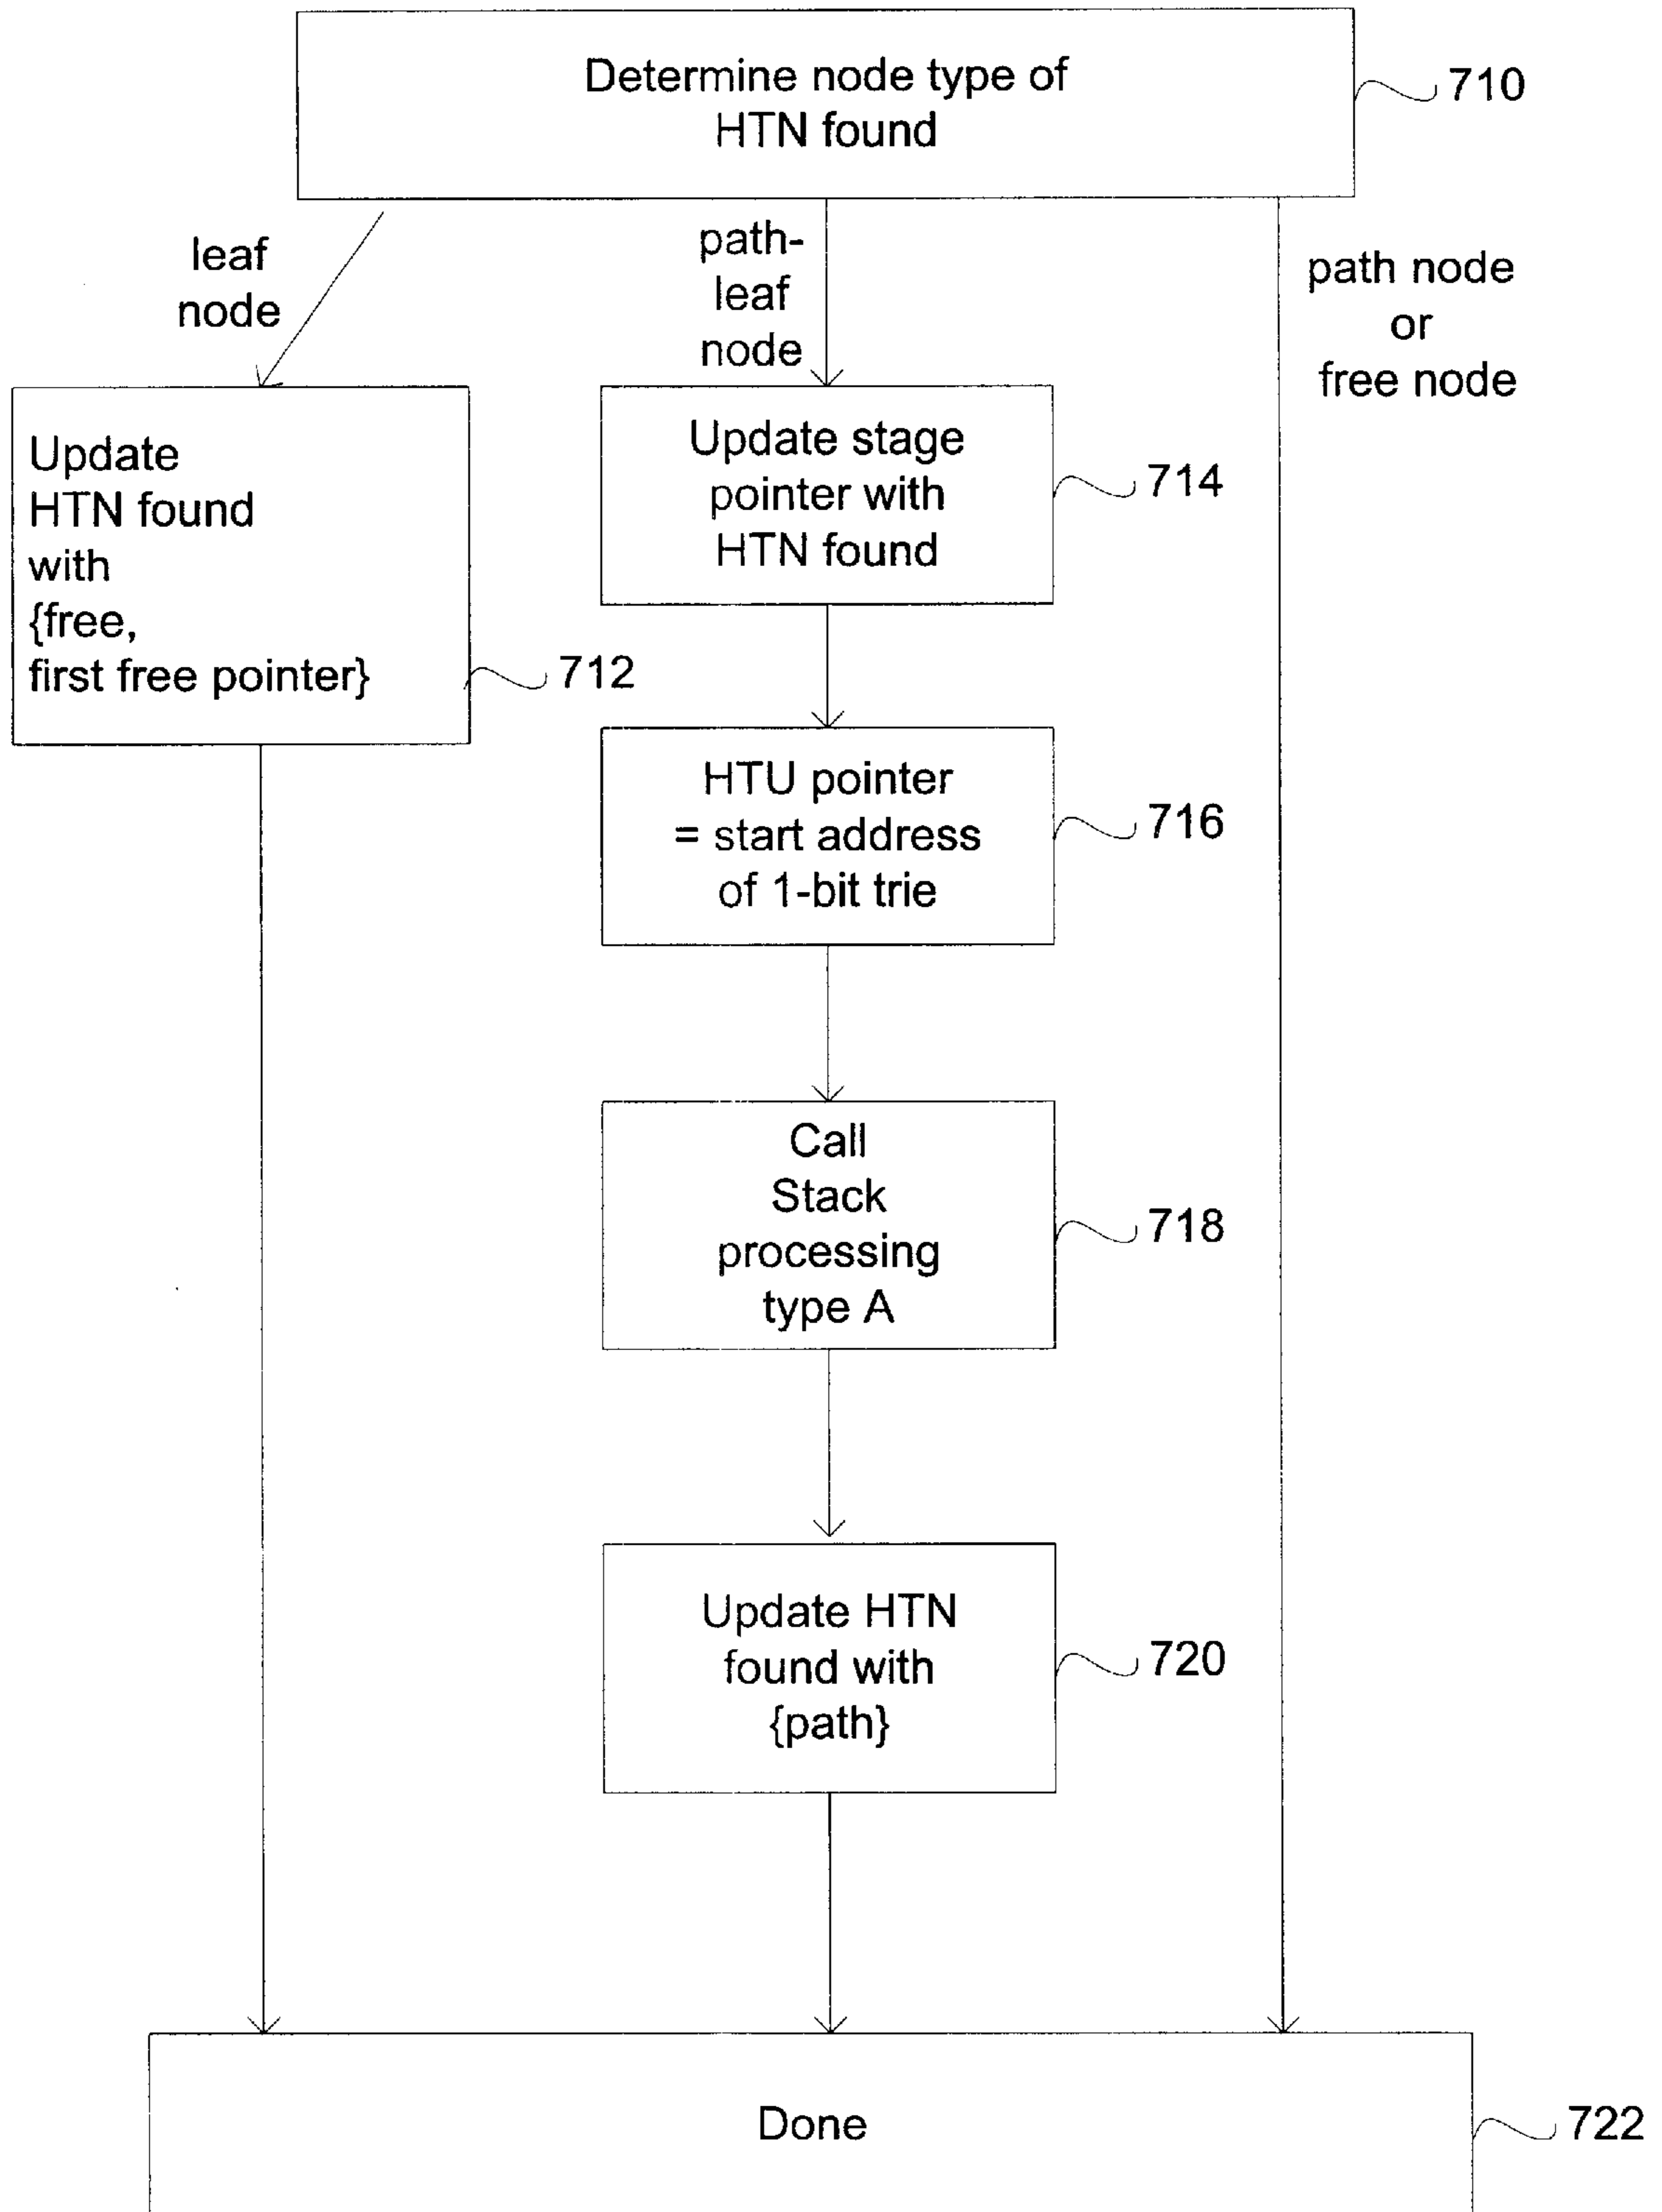 Determine node type of
HTN found
710
leaf
node
path-
leaf
node
path node
or
free node
Update
HTN found
with
{free,
first free pointer}
712
Update stage
pointer with
HTN found
714
HTU pointer
= start address
of 1-bit trie
716
Call
Stack
processing
type A
718
Update HTN
found with
{path}
720
Done
722